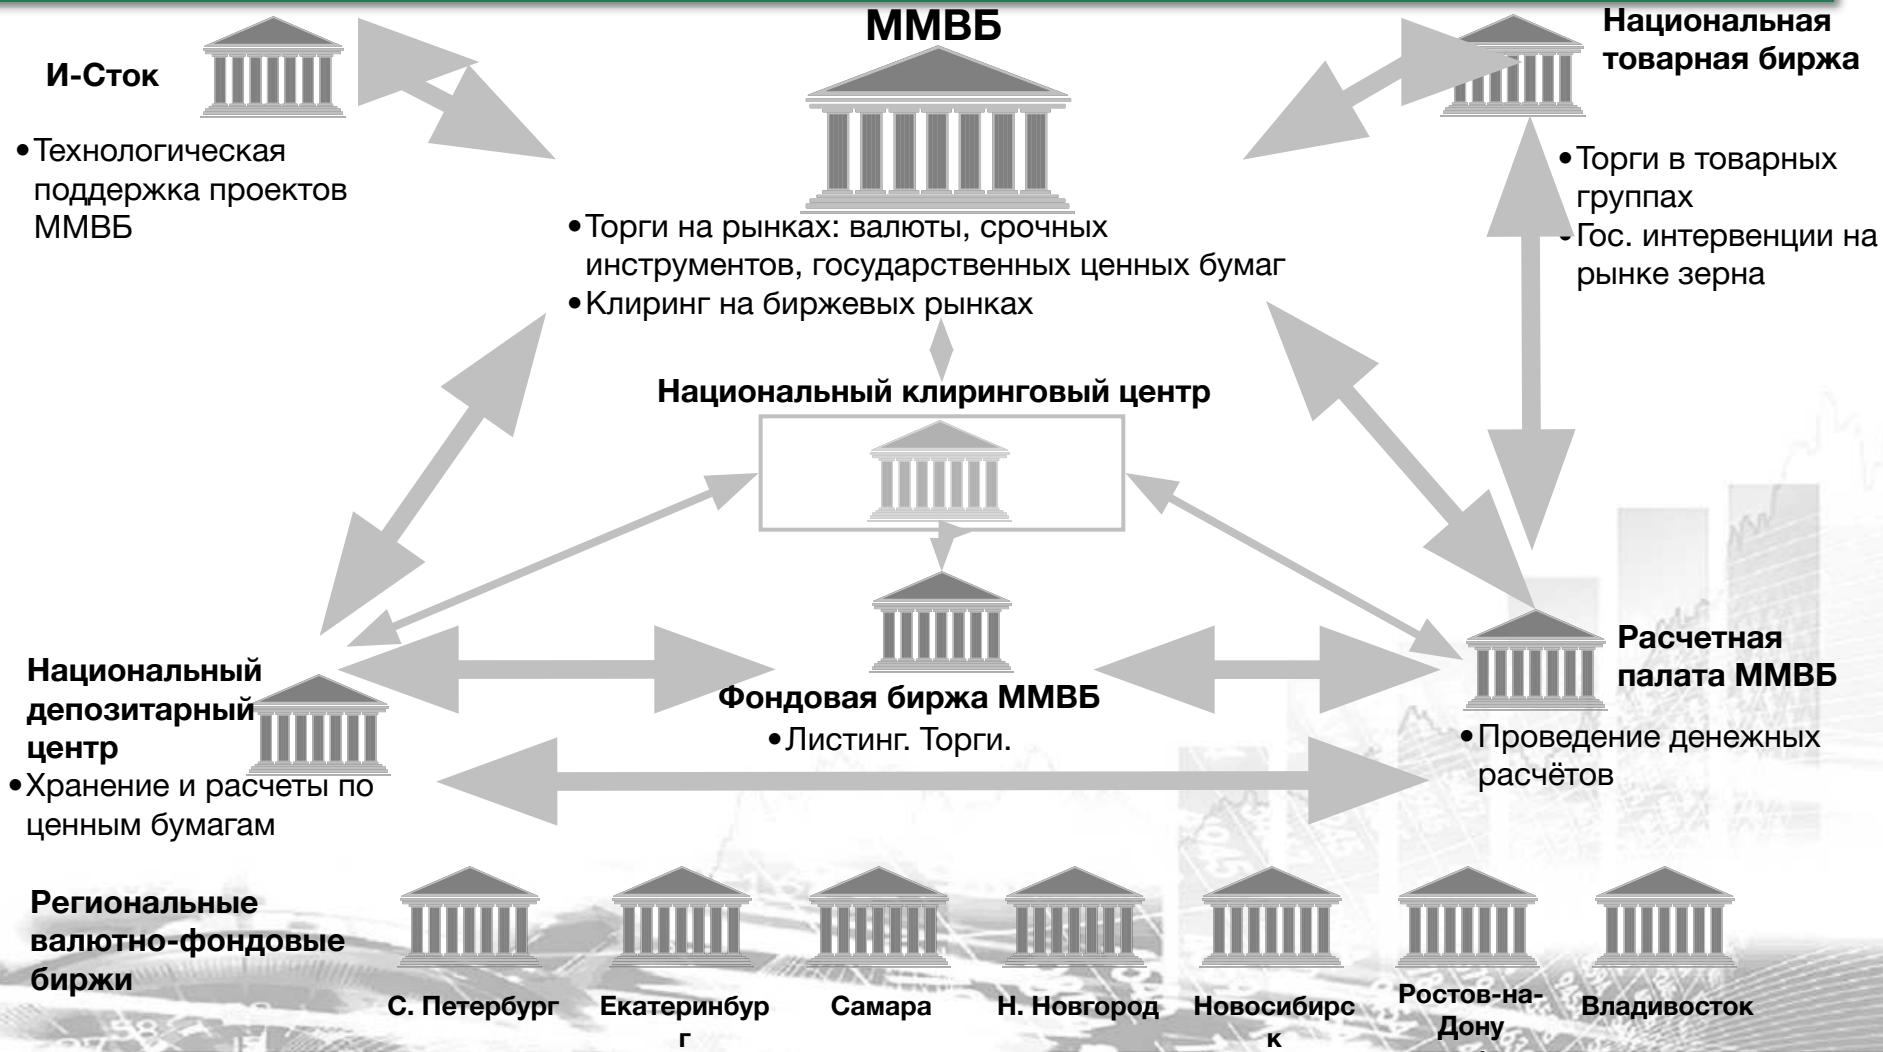 ММВБ
Национальная
товарная биржа
И-Сток
•Технологическая
поддержка проектов
ММВБ
•Торги в товарных
группах
•Гос. интервенции на
рынке зерна
•Торги на рынках: валюты, срочных
инструментов, государственных ценных бумаг
•Клиринг на биржевых рынках
Национальный клиринговый центр
Национальный
депозитарный
центр
•Хранение и расчеты по
ценным бумагам
Фондовая биржа ММВБ
•Листинг. Торги.
Расчетная
палата ММВБ
•Проведение денежных
расчётов
Региональные
валютно-фондовые
биржи
С. Петербург
Екатеринбур
г
Самара
Н. Новгород
Новосибирс
к
Ростов-на-
Дону
Владивосток